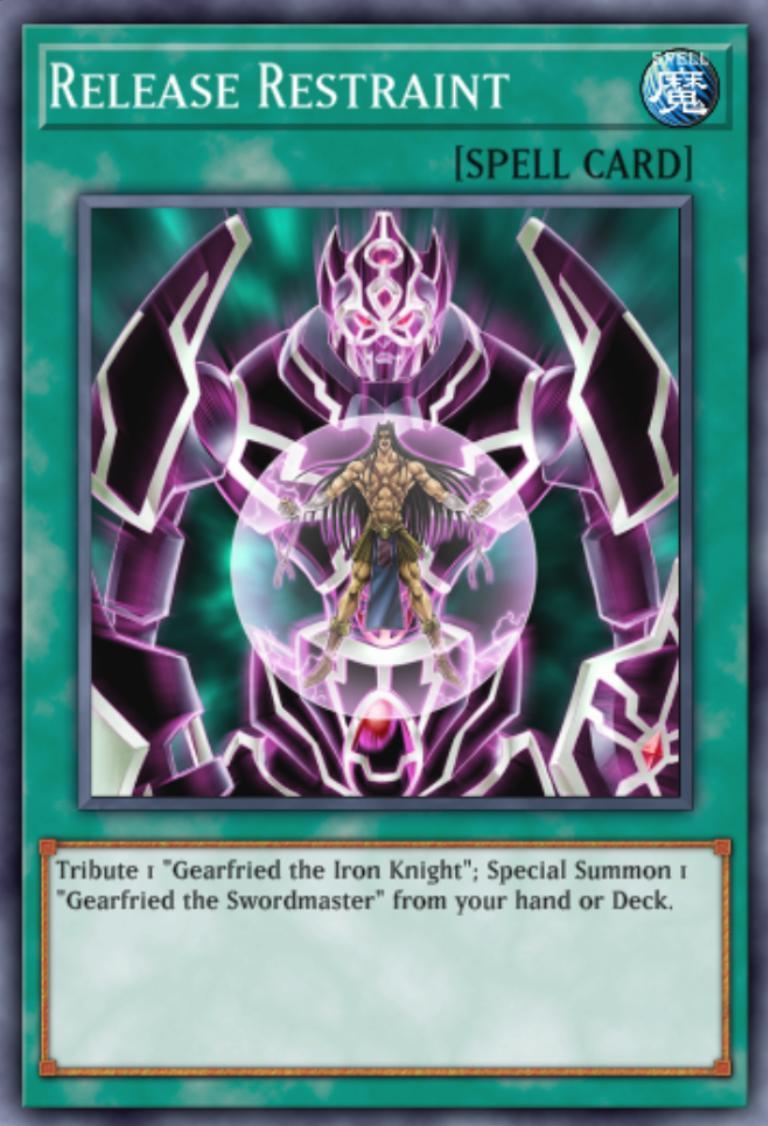 RELEASE RESTRAINT
SPELL
魔
[SPELL CARD]
Tribute 1 "Gearfried the Iron Knight"; Special Summon 1
"Gearfried the Swordmaster" from your hand or Deck.